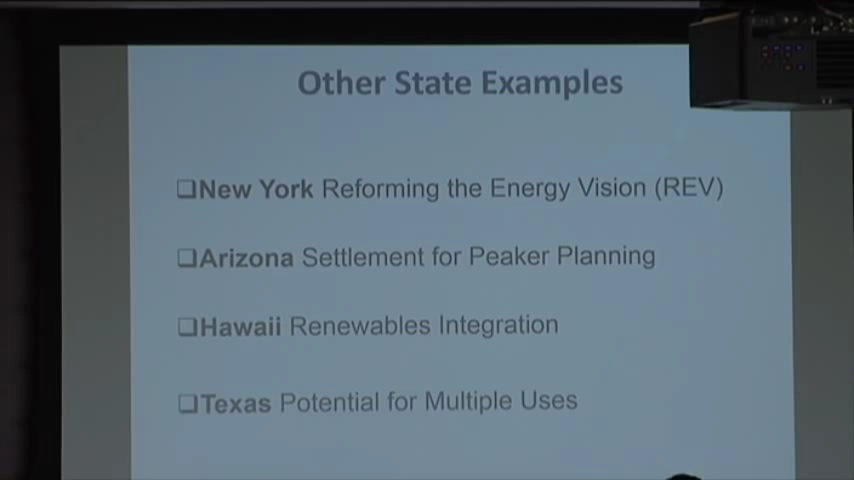 Other State Examples
❑New York Reforming the Energy Vision (REV)
❑Arizona Settlement for Peaker Planning
❑Hawaii Renewables Integration
❑Texas Potential for Multiple Uses